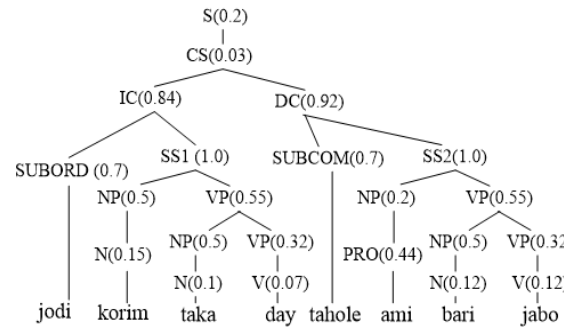 S(0.2)
CS(0.03)
IC(0.84) DC(0.92)
SUBORD (0.7) SS1 (1.0) SUBCOM(0.7) SS2(1.0)
NP(0.5) VP(0.55) NP(0.2) VP(0.55)
NP(0.5) VP(0.32) NP(0.5) VP(0.32
N(0.15) PRO(0.44)
N(0.1) V(0.07) N(0.12) V(0.12)
jodi korim taka day tahole ami bari jabo